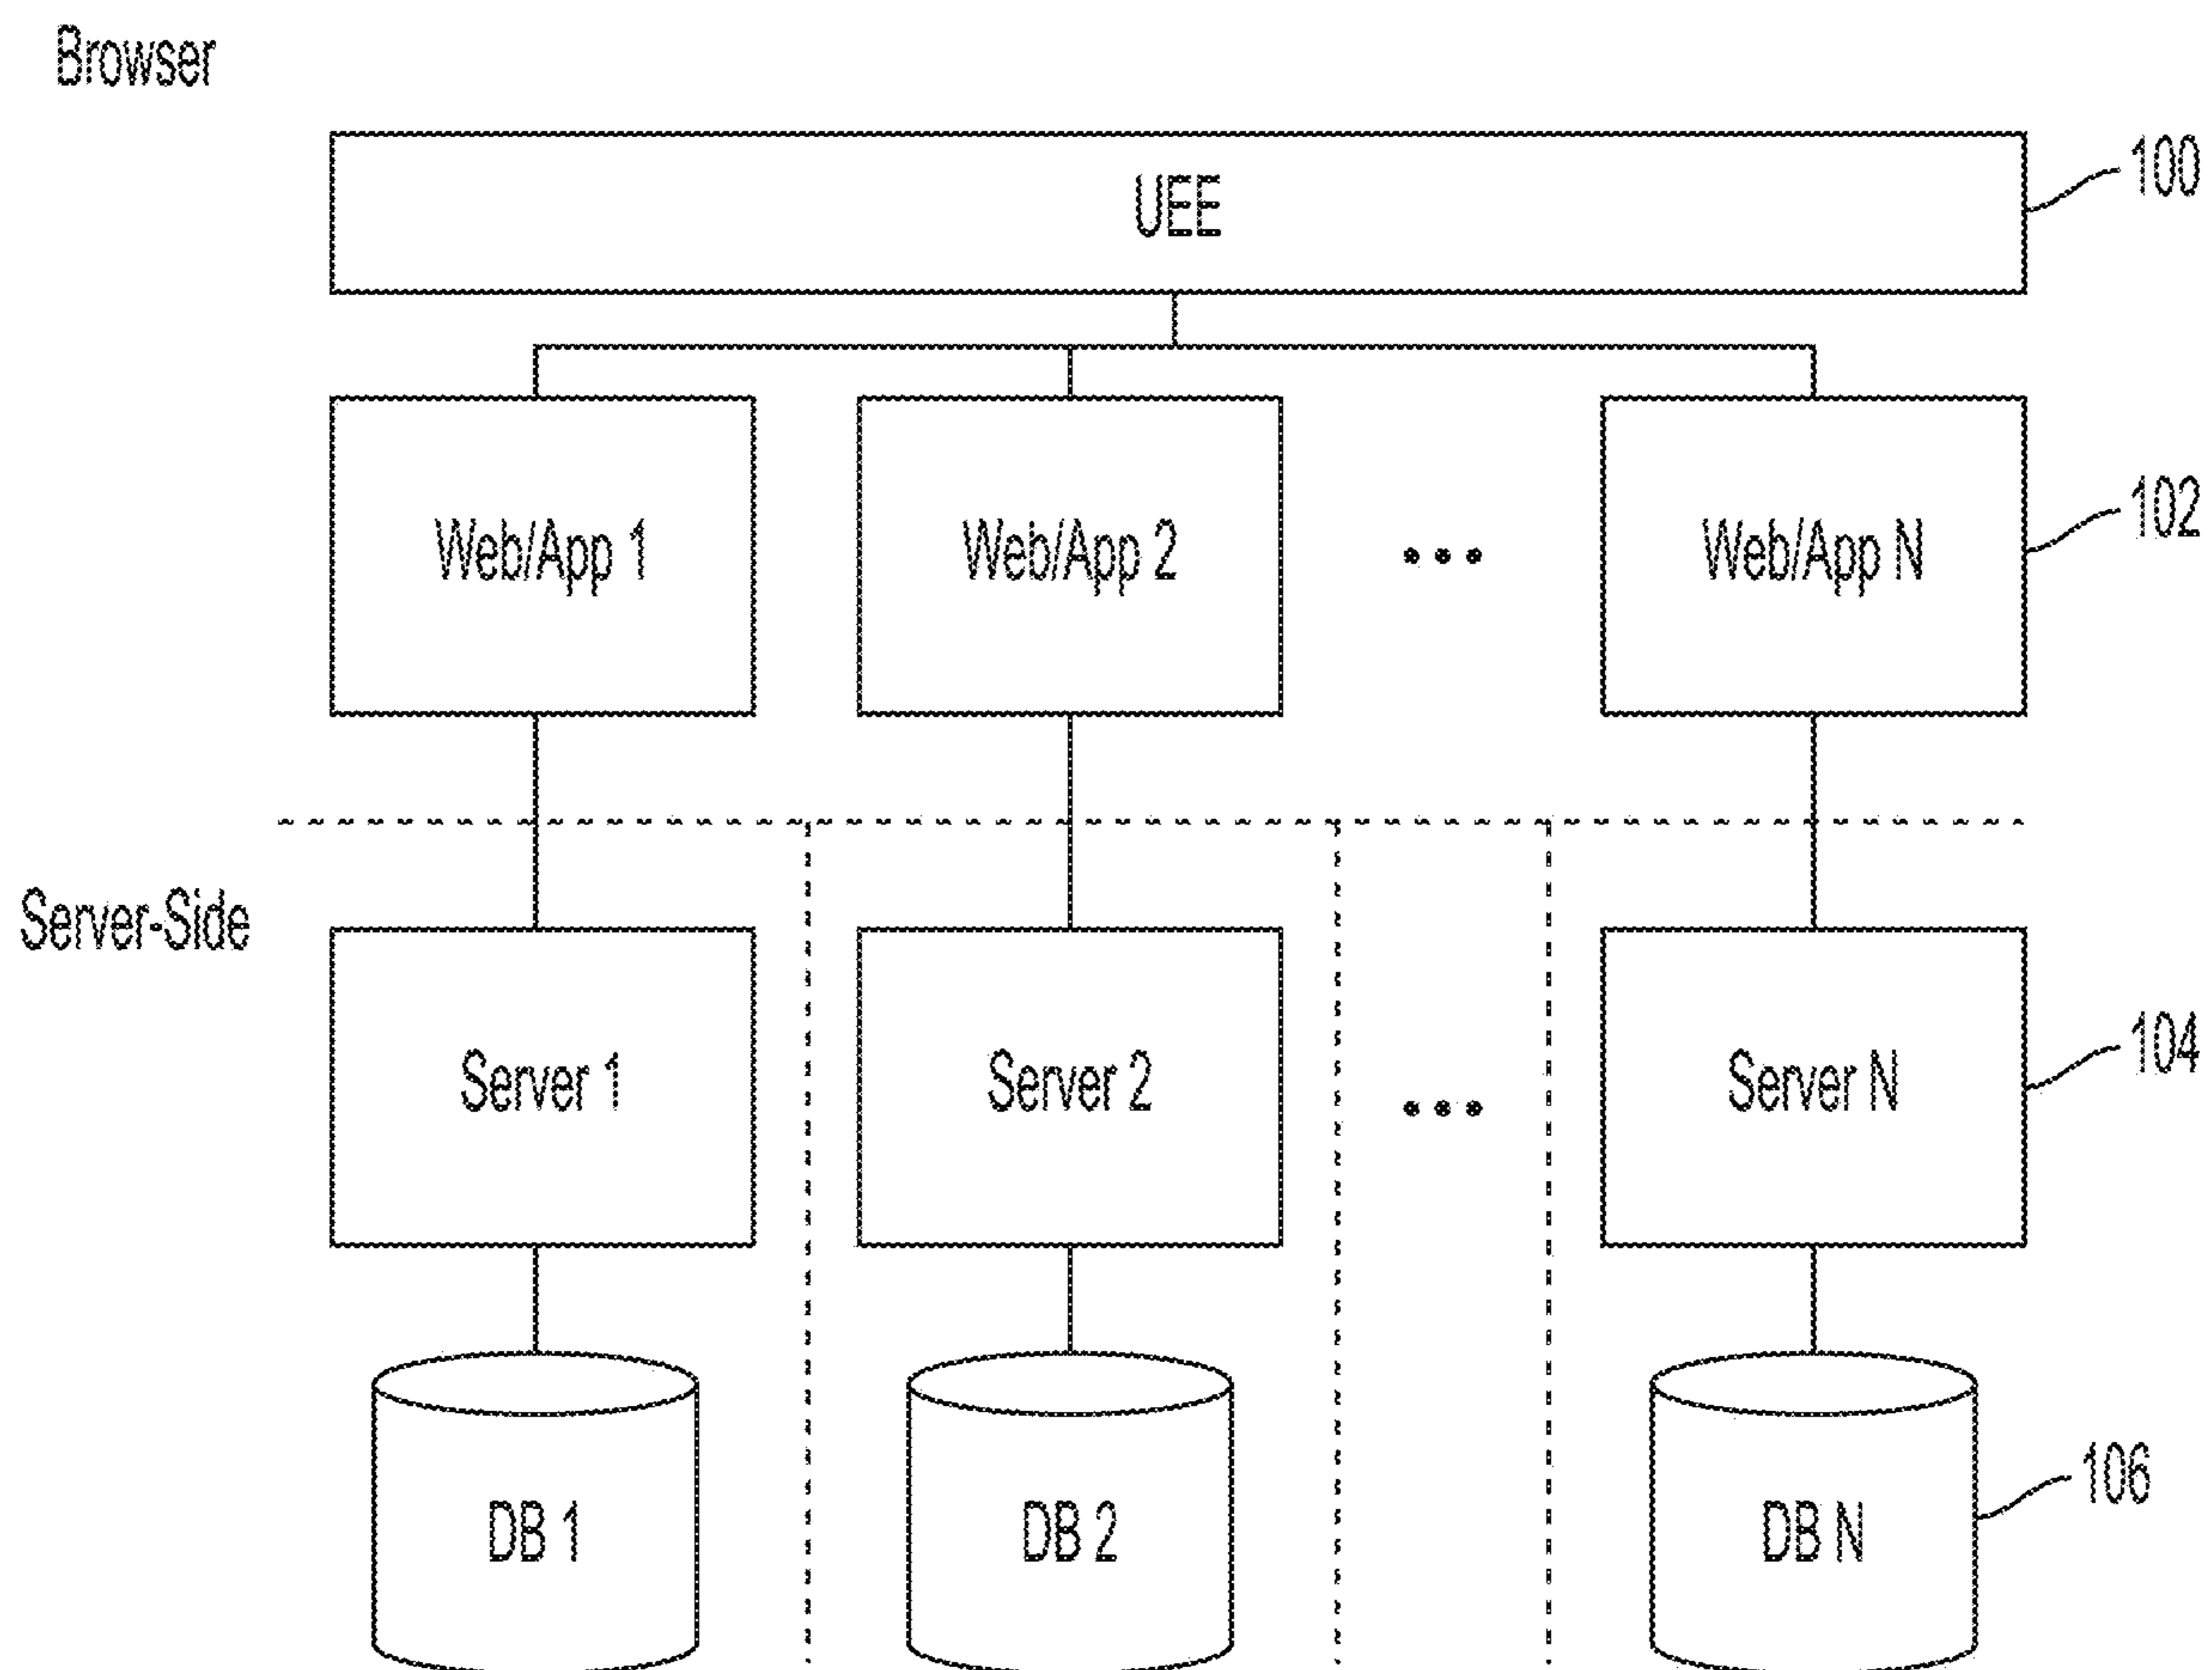 Browser
UEE
100
Web/App 1
Web/App 2
...
Web/App N
102
Server-Side
Server 1
Server 2
...
Server N
104
DB 1
DB 2
DB N
106